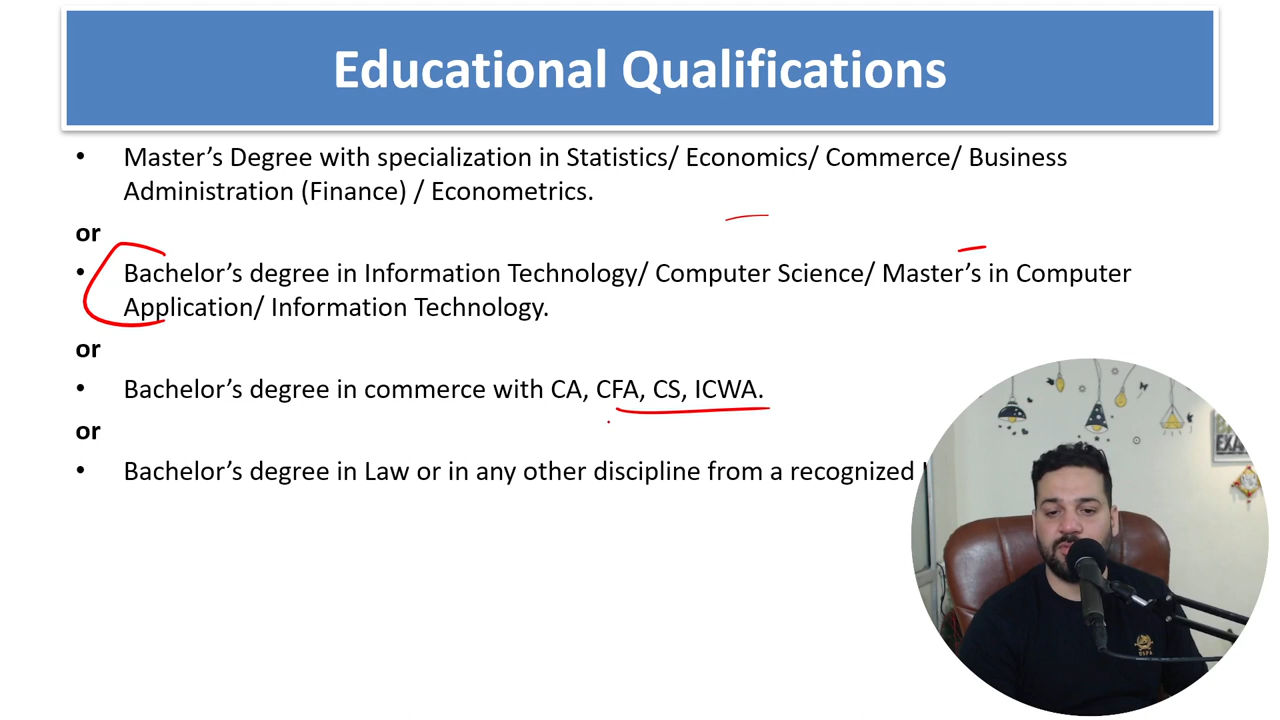 Educational Qualifications
• Master’s Degree with specialization in Statistics/ Economics/ Commerce/ Business
Administration (Finance) / Econometrics.
or
• Bachelor’s degree in Information Technology/ Computer Science/ Master’s in Computer
Application/ Information Technology.
or
• Bachelor’s degree in commerce with CA, CFA, CS, ICWA.
or
• Bachelor’s degree in Law or in any other discipline from a recognized
EXA
USPA